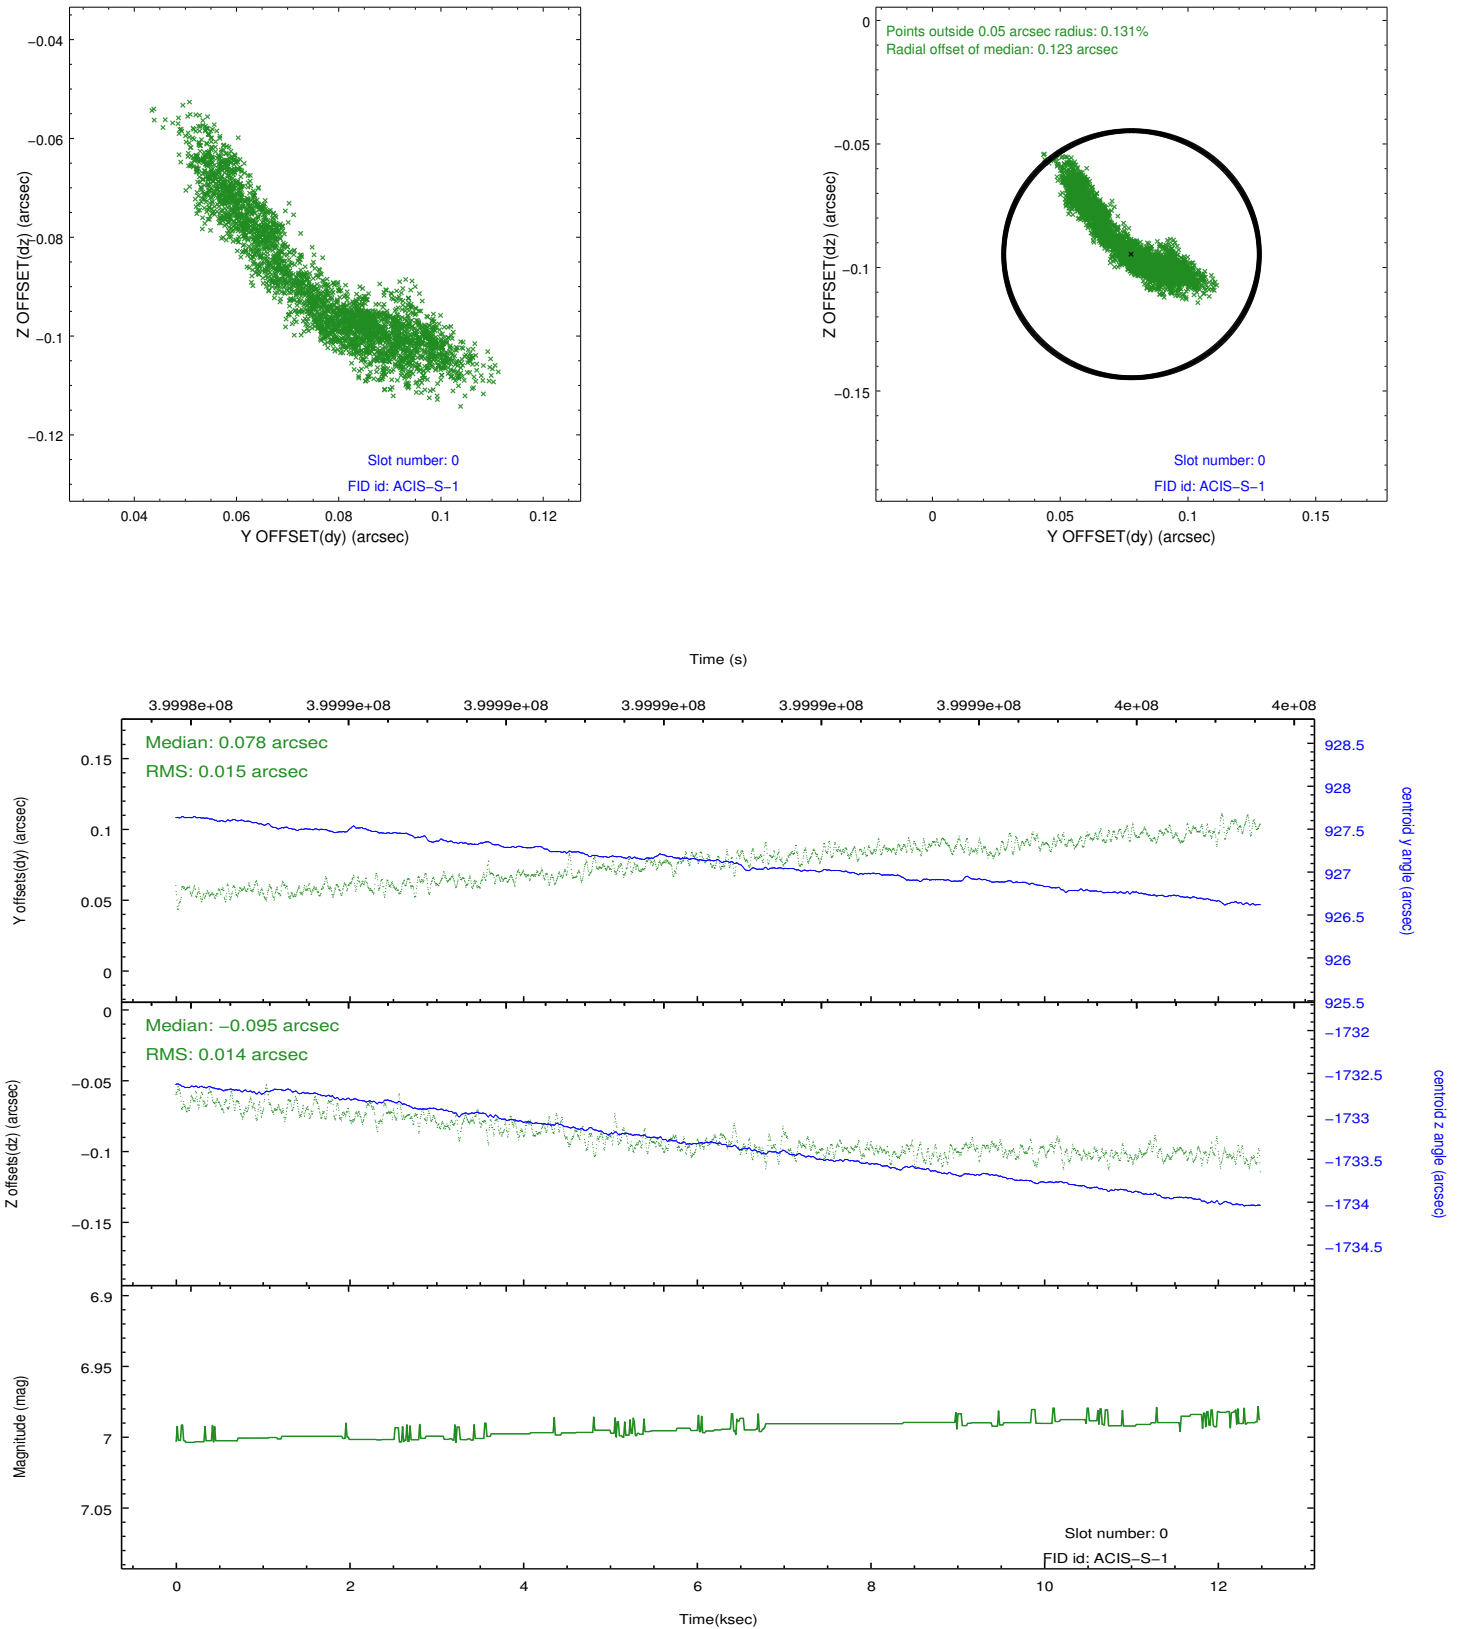 −0.04
−0.06
−0.08
−0.1
−0.12
Z OFFSET(dz) (arcsec)
Slot number: 0
FID id: ACIS−S−1
0.04 0.06 0.08 0.1 0.12
Y OFFSET(dy) (arcsec)
Points outside 0.05 arcsec radius: 0.131%
Radial offset of median: 0.123 arcsec
0
−0.05
−0.1
−0.15
Z OFFSET(dz) (arcsec)
Slot number: 0
FID id: ACIS−S−1
0 0.05 0.1 0.15
Y OFFSET(dy) (arcsec)
Time (s)
3.9998e+08 3.9999e+08 3.9999e+08 3.9999e+08 3.9999e+08 3.9999e+08 4e+08 4e+08
Median: 0.078 arcsec
RMS: 0.015 arcsec
0.15
0.1
0.05
0
Y offsets(dy) (arcsec)
928.5
928
927.5
927
926.5
926
925.5
centroid y angle (arcsec)
Median: −0.095 arcsec
RMS: 0.014 arcsec
0
−0.05
−0.1
−0.15
Z offsets(dz) (arcsec)
−1732
−1732.5
−1733
−1733.5
−1734
−1734.5
centroid z angle (arcsec)
6.9
6.95
7
7.05
Magnitude (mag)
Slot number: 0
FID id: ACIS−S−1
0 2 4 6 8 10 12
Time(ksec)